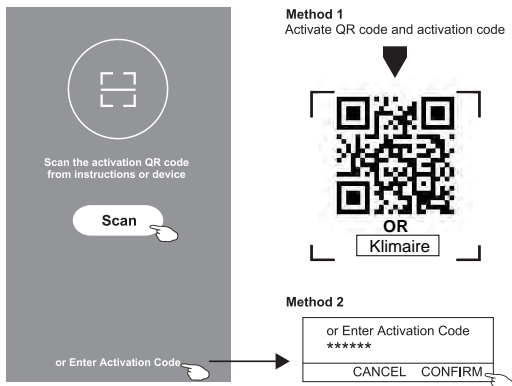 Scan the activation QR code
from instructions or device
Scan
or Enter Activation Code
Method 1
Activate QR code and activation code
OR
Klimaire
Method 2
or Enter Activation Code
******
CANCEL CONFIRM